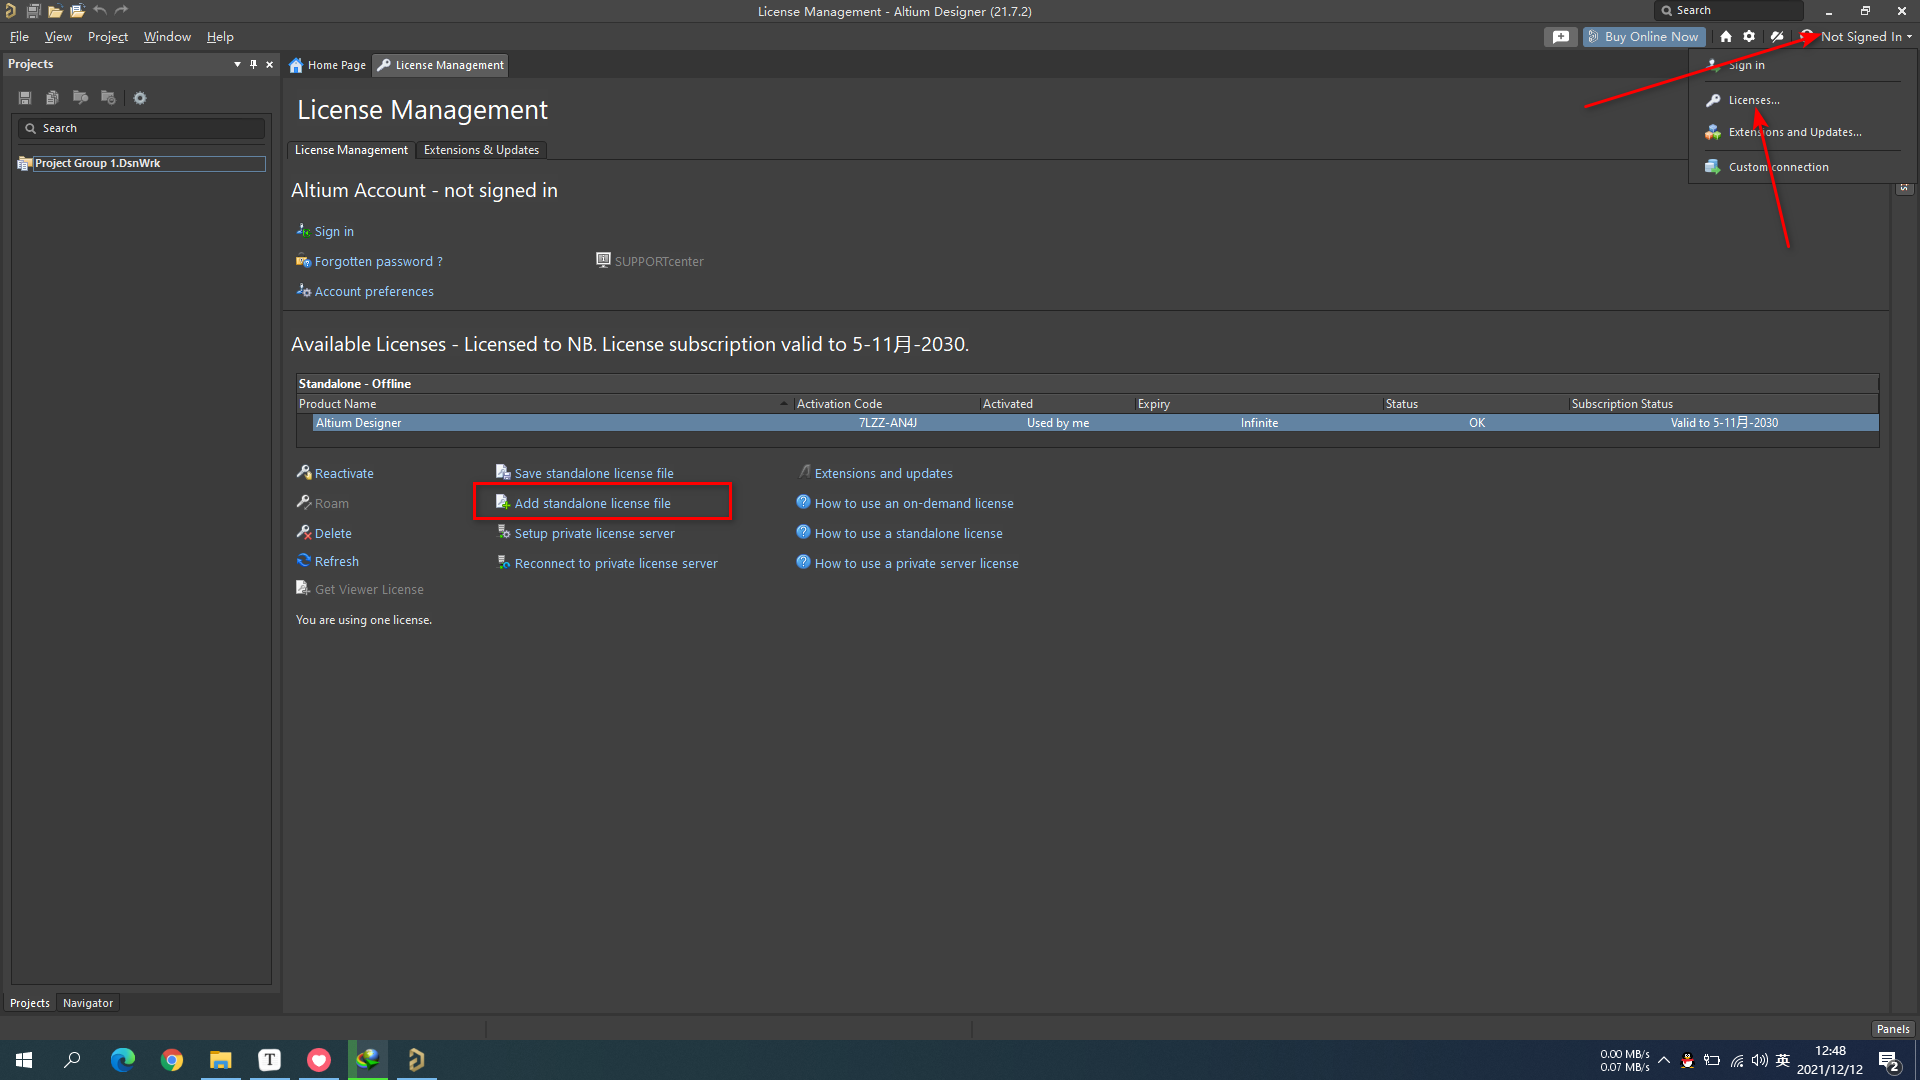 License Management - Altium Designer (21.7.2)
Search
File View Project Window Help
Buy Online Now
Not Signed In
Projects
Home Page
License Management
Sign in
Licenses...
Extensions and Updates...
Custom connection
Search
Project Group 1.DsnWrk
License Management
License Management
Extensions & Updates
Altium Account - not signed in
Sign in
Forgotten password ?
SUPPORTcenter
Account preferences
Available Licenses - Licensed to NB. License subscription valid to 5-11月-2030.
Standalone - Offline
Product Name Activation Code Activated Expiry Status Subscription Status
Altium Designer 7LZZ-AN4J Used by me Infinite OK Valid to 5-11月-2030
Reactivate Save standalone license file Extensions and updates
Roam Add standalone license file How to use an on-demand license
Delete Setup private license server How to use a standalone license
Refresh Reconnect to private license server How to use a private server license
Get Viewer License
You are using one license.
Projects Navigator
Panels
T
0.00 MB/s
0.07 MB/s
英
12:48
2021/12/12
2